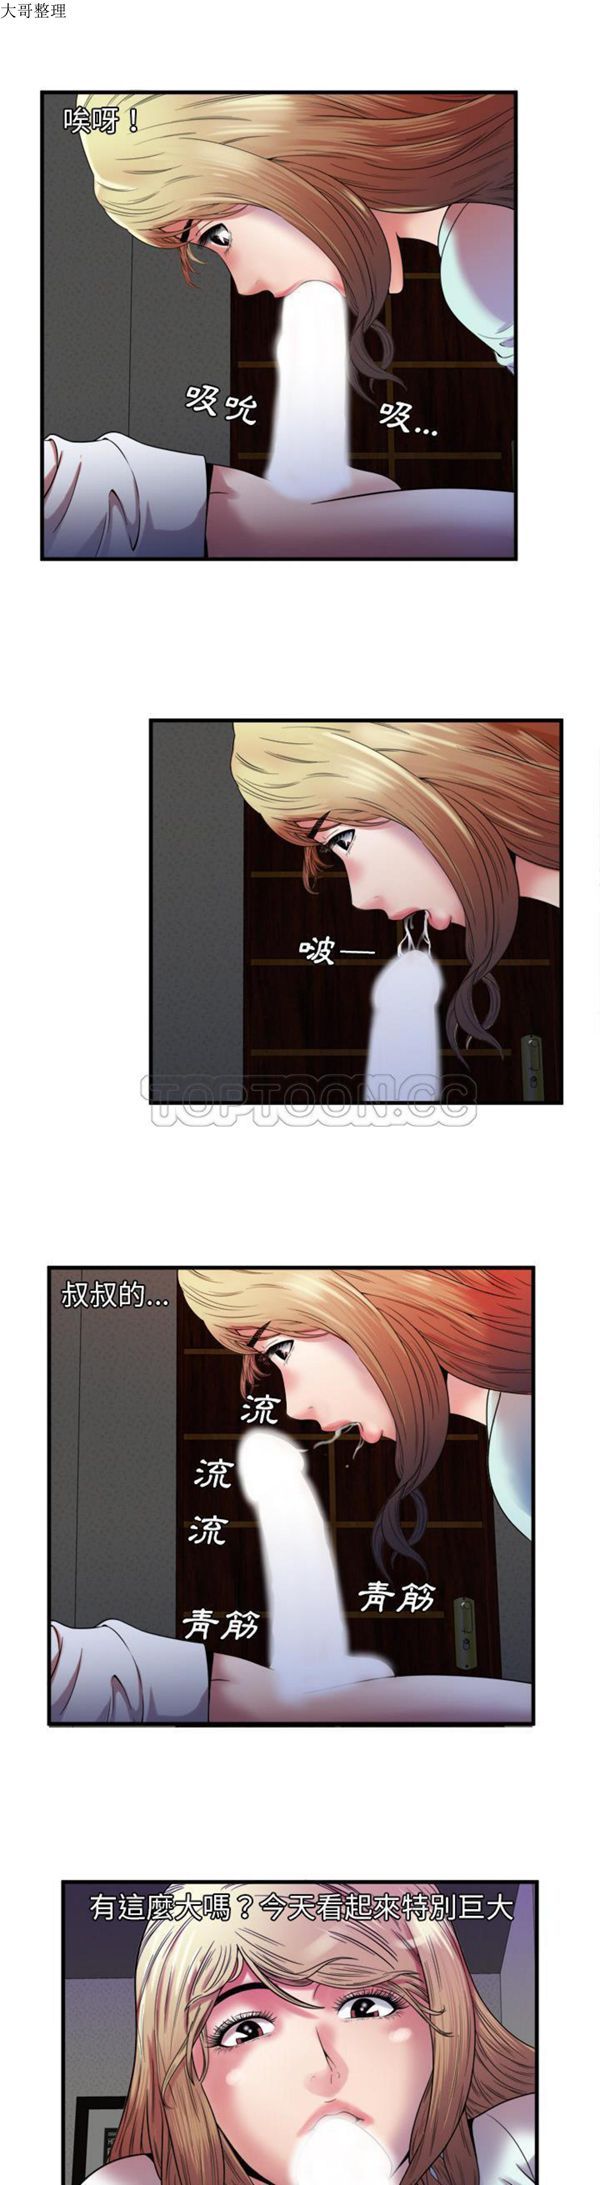 大哥整理
唉呀！
吸吮
吸...
啵—
TOPTOON.CC
叔叔的...
流
流
流
青筋
青筋
有這麼大嗎？今天看起來特別巨大